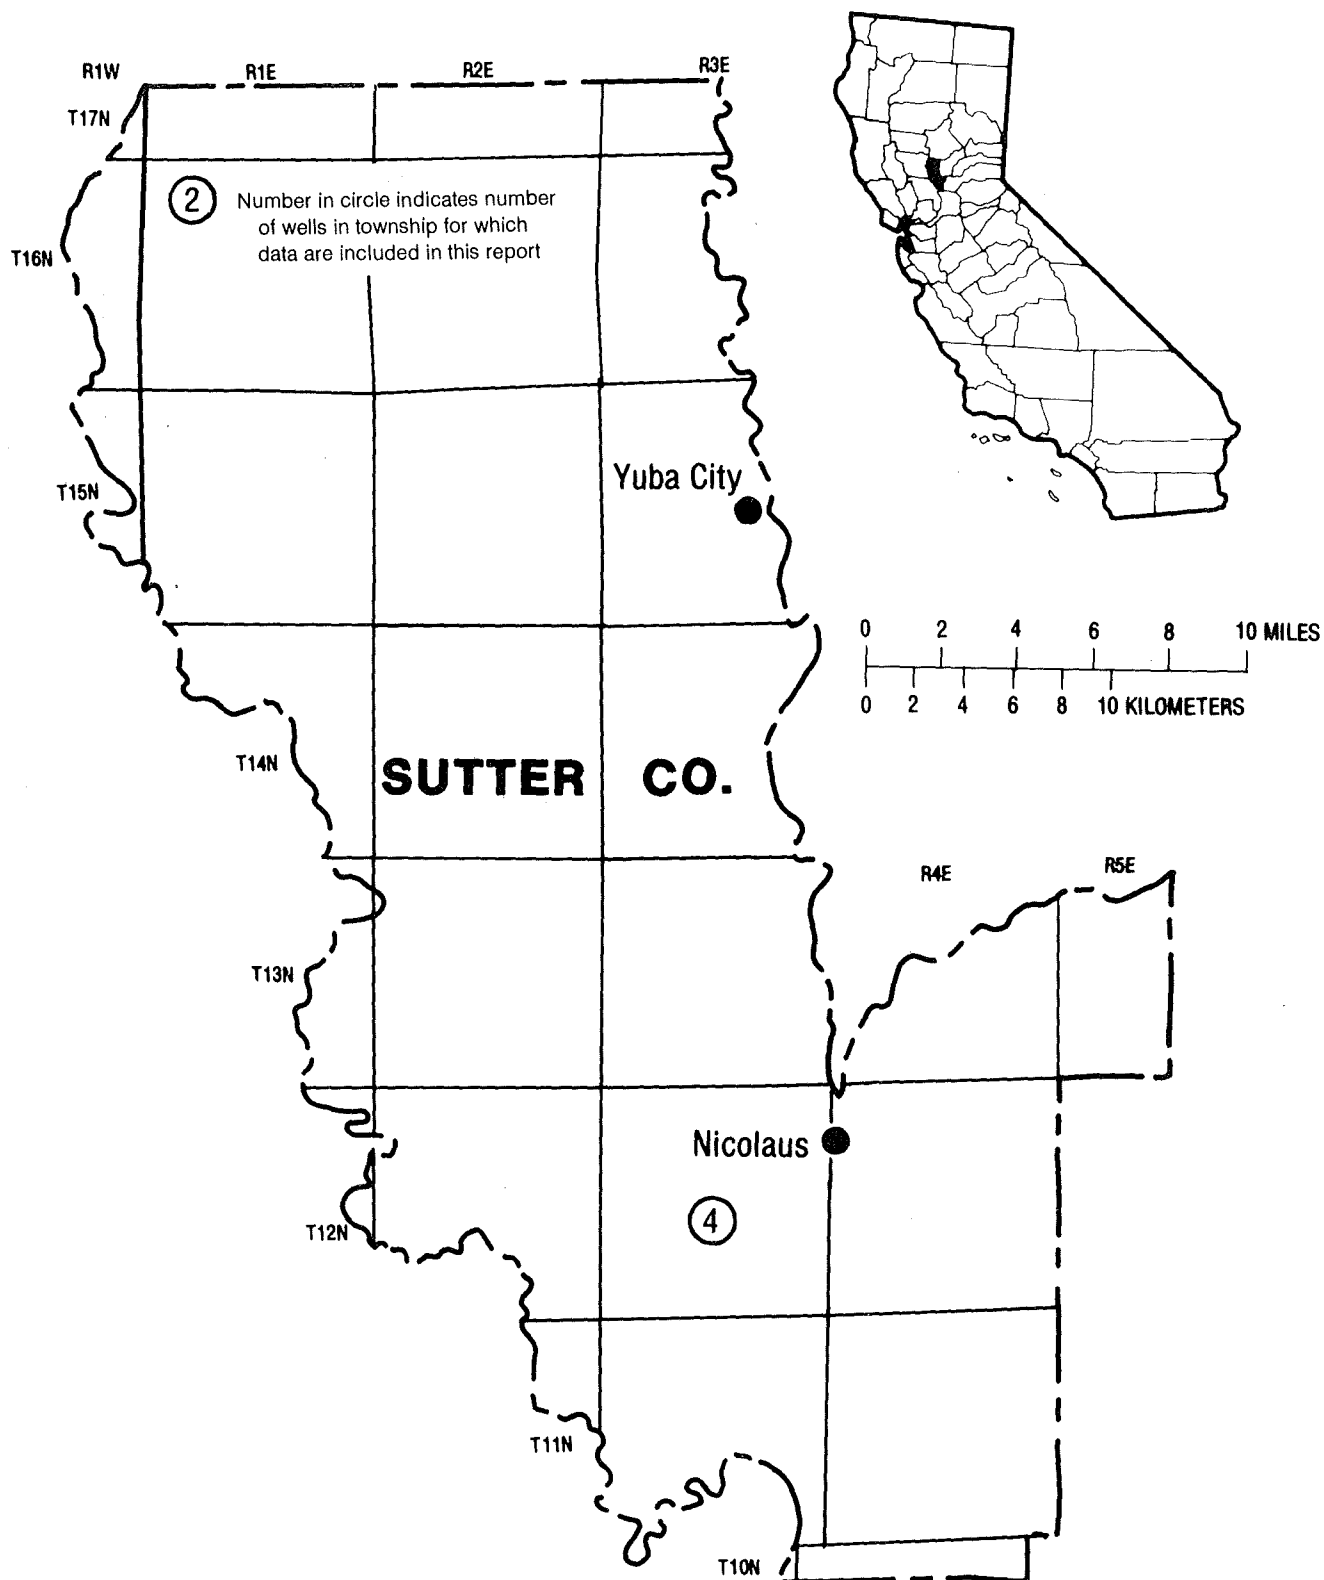 R1W R1E R2E R3E
T17N
2 Number in circle indicates number
of wells in township for which
data are included in this report
T16N
Yuba City
T15N
0 2 4 6 8 10 MILES
0 2 4 6 8 10 KILOMETERS
T14N
SUTTER CO.
R4E R5E
T13N
Nicolaus
4
T12N
T11N
T10N